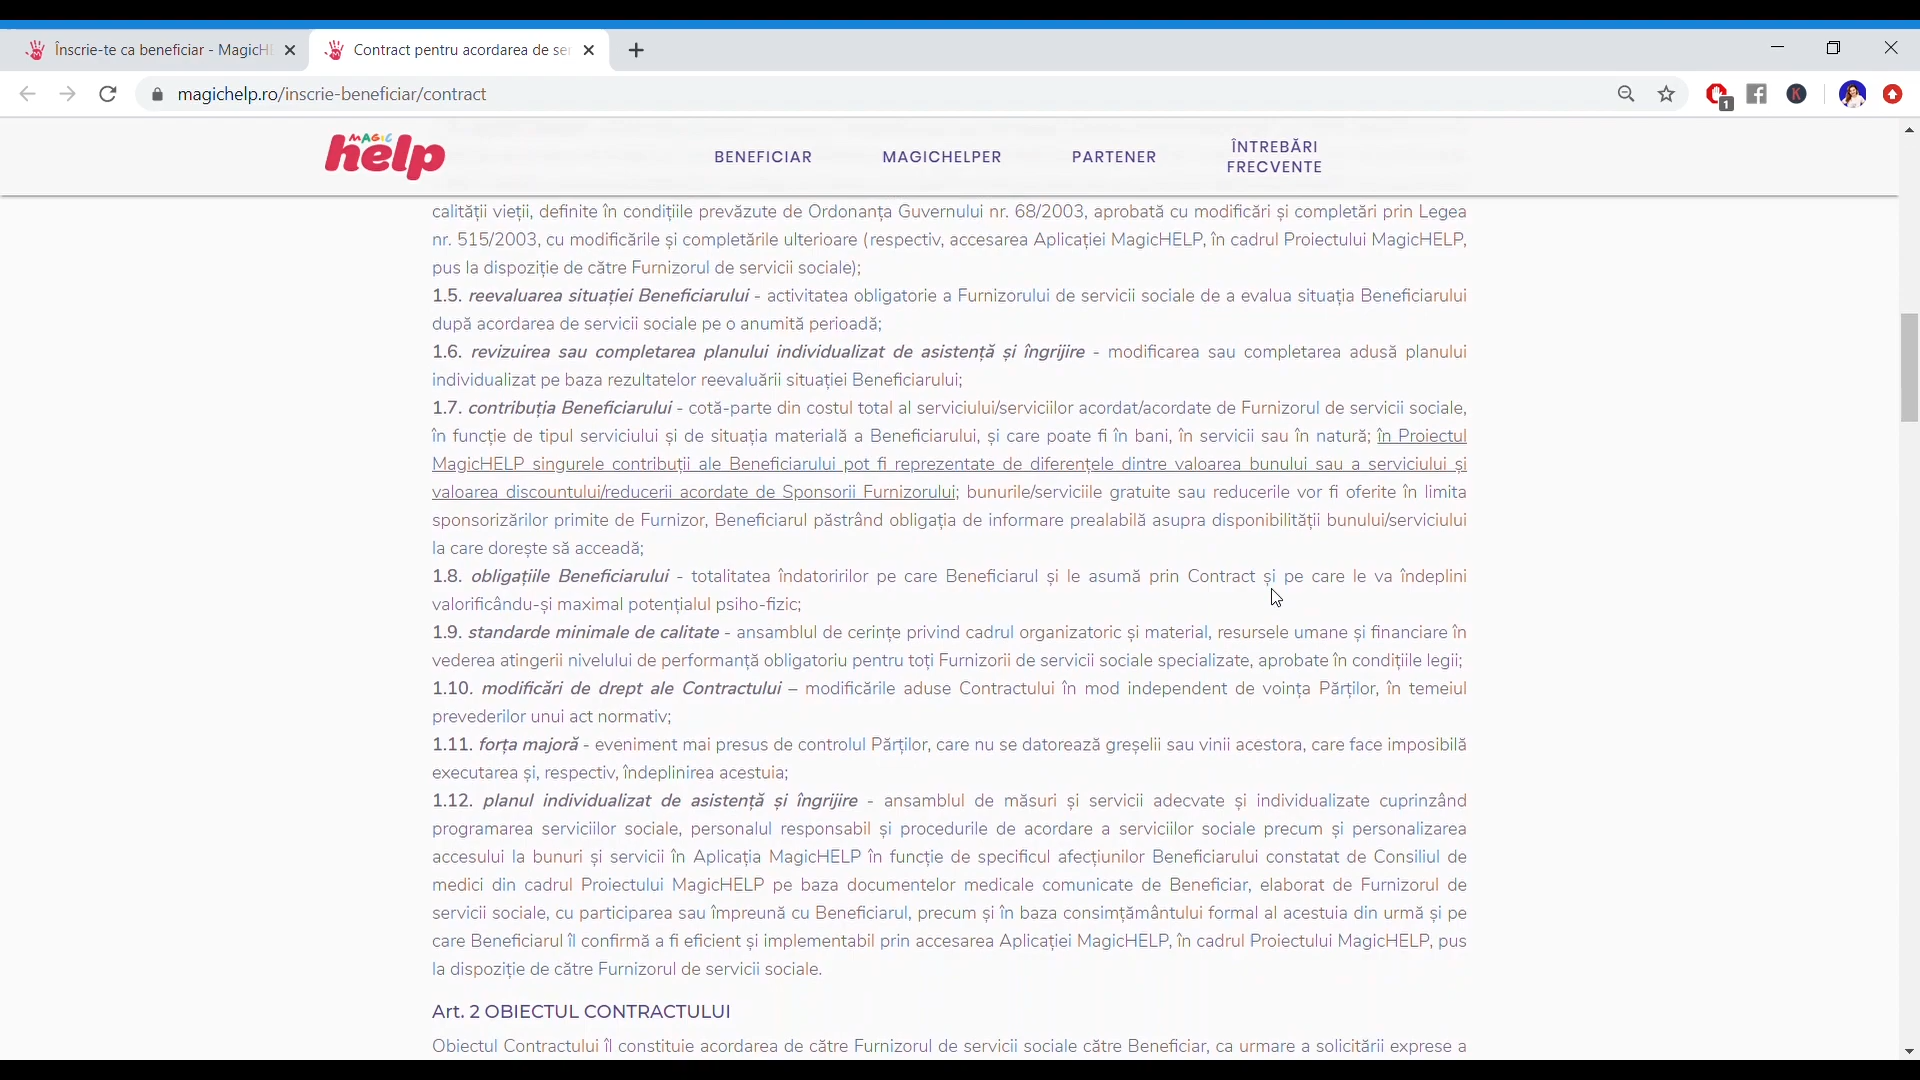 Înscrie-te ca beneficiar - MagicH
Contract pentru acordarea de se
magichelp.ro/inscrie-beneficiar/contract
1
K
MAGIC
help
BENEFICIAR
MAGICHELPER
PARTENER
ÎNTREBĂRI
FRECVENTE
calității vieții, definite în condițiile prevăzute de Ordonanța Guvernului nr. 68/2003, aprobată cu modificări și completări prin Legea
nr. 515/2003, cu modificările și completările ulterioare (respectiv, accesarea Aplicației MagicHELP, în cadrul Proiectului MagicHELP,
pus la dispoziție de către Furnizorul de servicii sociale);
1.5. reevaluarea situației Beneficiarului - activitatea obligatorie a Furnizorului de servicii sociale de a evalua situația Beneficiarului
după acordarea de servicii sociale pe o anumită perioadă;
1.6. revizuirea sau completarea planului individualizat de asistență și îngrijire - modificarea sau completarea adusă planului
individualizat pe baza rezultatelor reevaluării situației Beneficiarului;
1.7. contribuția Beneficiarului - cotă-parte din costul total al serviciului/serviciilor acordat/acordate de Furnizorul de servicii sociale,
în funcție de tipul serviciului și de situația materială a Beneficiarului, și care poate fi în bani, în servicii sau în natură; în Proiectul
MagicHELP singurele contribuții ale Beneficiarului pot fi reprezentate de diferențele dintre valoarea bunului sau a serviciului și
valoarea discountului/reducerii acordate de Sponsorii Furnizorului; bunurile/serviciile gratuite sau reducerile vor fi oferite în limita
sponsorizărilor primite de Furnizor, Beneficiarul păstrând obligația de informare prealabilă asupra disponibilității bunului/serviciului
la care dorește să acceadă;
1.8. obligațiile Beneficiarului - totalitatea îndatoririlor pe care Beneficiarul și le asumă prin Contract și pe care le va îndeplini
valorificându-și maximal potențialul psiho-fizic;
1.9. standarde minimale de calitate - ansamblul de cerințe privind cadrul organizatoric și material, resursele umane și financiare în
vederea atingerii nivelului de performanță obligatoriu pentru toți Furnizorii de servicii sociale specializate, aprobate în condițiile legii;
1.10. modificări de drept ale Contractului – modificările aduse Contractului în mod independent de voința Părților, în temeiul
prevederilor unui act normativ;
1.11. forța majoră - eveniment mai presus de controlul Părților, care nu se datorează greșelii sau vinii acestora, care face imposibilă
executarea și, respectiv, îndeplinirea acestuia;
1.12. planul individualizat de asistență și îngrijire - ansamblul de măsuri și servicii adecvate și individualizate cuprinzând
programarea serviciilor sociale, personalul responsabil și procedurile de acordare a serviciilor sociale precum și personalizarea
accesului la bunuri și servicii în Aplicația MagicHELP în funcție de specificul afecțiunilor Beneficiarului constatat de Consiliul de
medici din cadrul Proiectului MagicHELP pe baza documentelor medicale comunicate de Beneficiar, elaborat de Furnizorul de
servicii sociale, cu participarea sau împreună cu Beneficiarul, precum și în baza consimțământului formal al acestuia din urmă și pe
care Beneficiarul îl confirmă a fi eficient și implementabil prin accesarea Aplicației MagicHELP, în cadrul Proiectului MagicHELP, pus
la dispoziție de către Furnizorul de servicii sociale.
Art. 2 OBIECTUL CONTRACTULUI
Obiectul Contractului îl constituie acordarea de către Furnizorul de servicii sociale către Beneficiar, ca urmare a solicitării exprese a